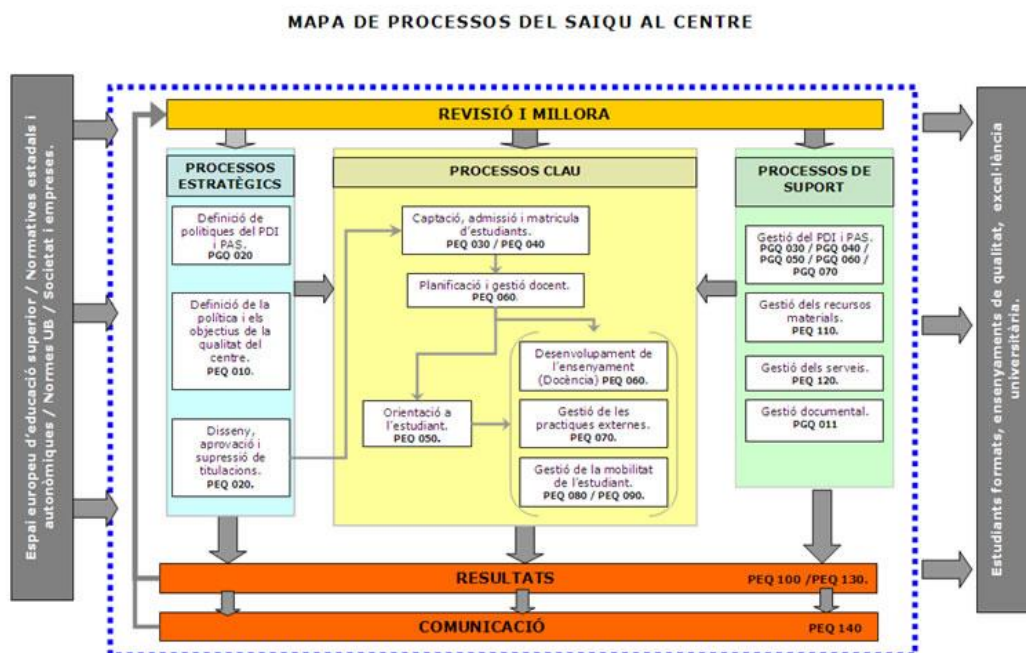 MAPA DE PROCESSOS DEL SAIQU AL CENTRE
Espai europeu d'educació superior / Normatives estadals i
autonòmiques / Normes UB / Societat i empreses.
REVISIÓ I MILLORA
PROCESSOS
ESTRATÈGICS
Definició de
polítiques del PDI
i PAS.
PGQ 020
Definició de la
política i els
objectius de la
qualitat del
centre.
PEQ 010.
Disseny,
aprovació i
supressió de
titulacions.
PEQ 020.
PROCESSOS CLAU
Captació, admissió i matricula
d'estudiants.
PEQ 030 / PEQ 040
Planificació i gestió docent.
PEQ 060.
Orientació a
l'estudiant.
PEQ 050.
Desenvolupament de
l'ensenyament
(Docència) PEQ 060.
Gestió de les
practiques externes.
PEQ 070.
Gestió de la mobilitat
de l'estudiant.
PEQ 080 / PEQ 090.
PROCESSOS DE
SUPORT
Gestió del PDI i PAS.
PGQ 030 / PGQ 040
/ PGQ 050 / PGQ 060 /
PGQ 070
Gestió dels recursos
materials.
PEQ 110.
Gestió dels serveis.
PEQ 120.
Gestió documental.
PGQ 011
RESULTATS PEQ 100 /PEQ 130.
COMUNICACIÓ PEQ 140
Estudiants formats, ensenyaments de qualitat, excel·lència
universitària.